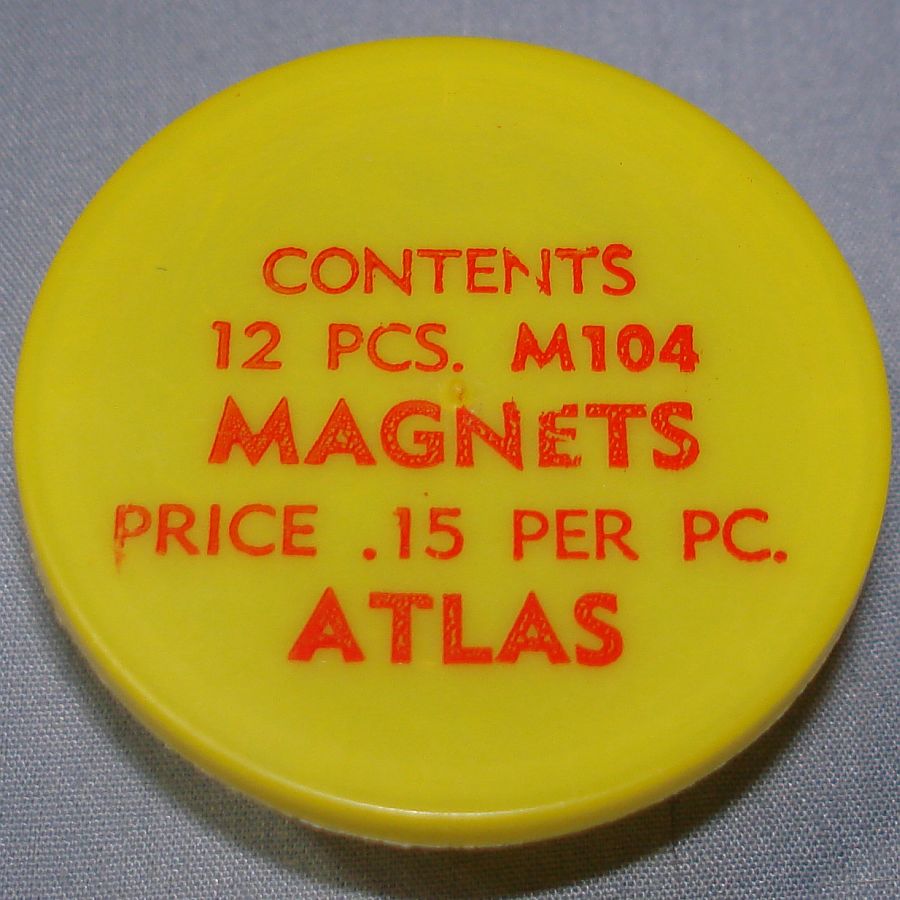 CONTENTS
12 PCS. M104
MAGNETS
PRICE .15 PER PC.
ATLAS